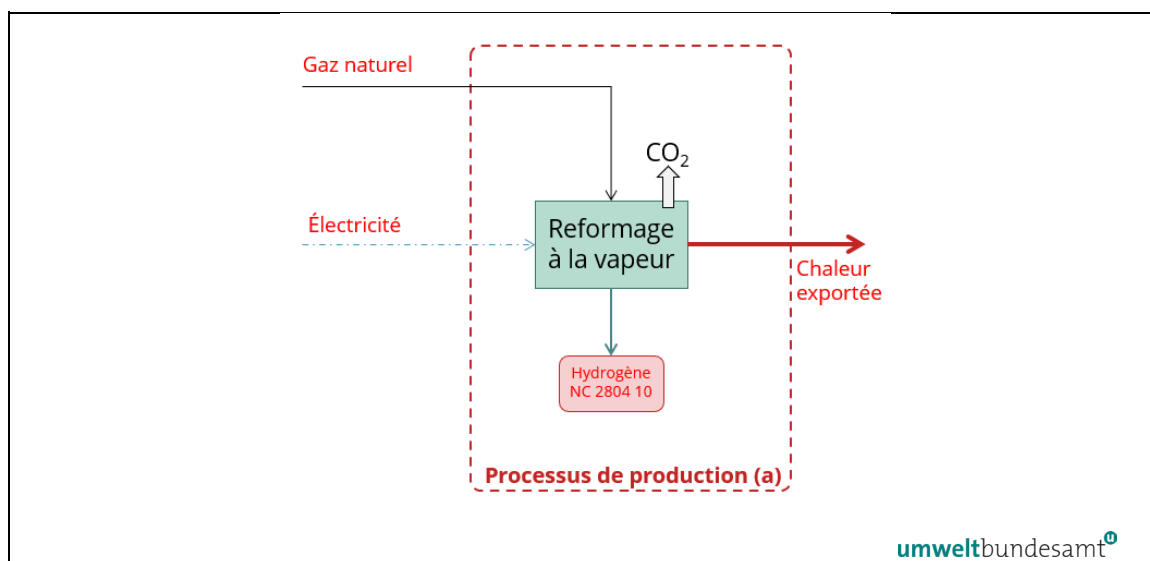 Gaz naturel
CO₂
Électricité
Reformage
à la vapeur
Chaleur
exportée
Hydrogène
NC 2804 10
Processus de production (a)
umweltbundesamt u